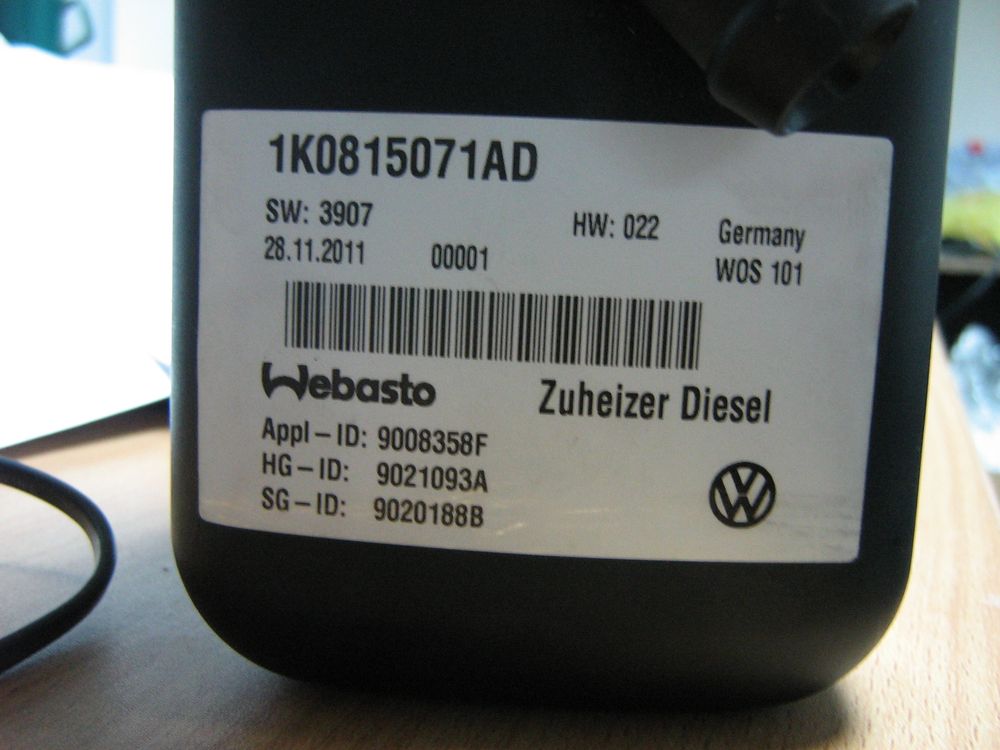 1K0815071AD
SW: 3907 HW: 022 Germany
28.11.2011 00001 WOS 101
Webasto Zuheizer Diesel
Appl-ID: 9008358F
HG-ID: 9021093A
SG-ID: 9020188B